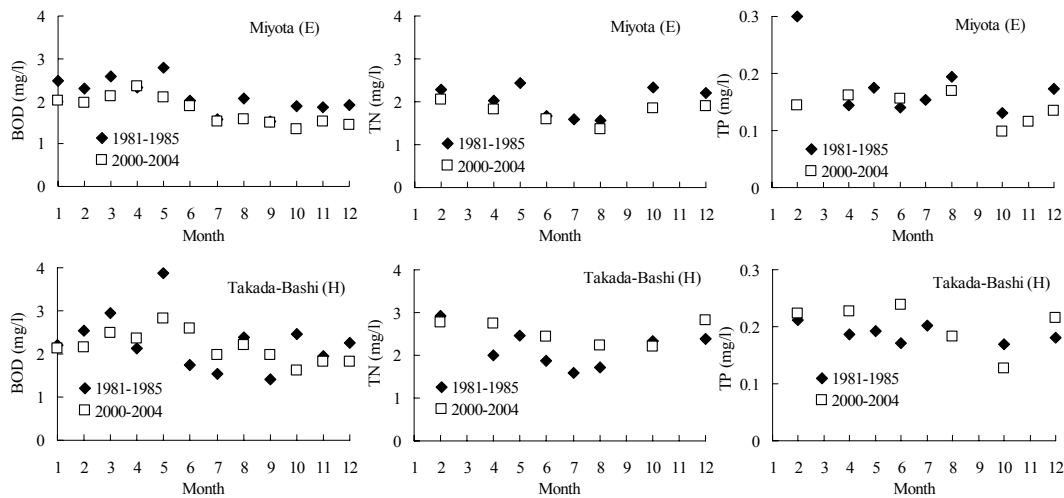 Miyota (E)
BOD (mg/l)
4
3
2
1
0
1981-1985
2000-2004
1 2 3 4 5 6 7 8 9 10 11 12
Month
Miyota (E)
TN (mg/l)
4
3
2
1
0
1981-1985
2000-2004
1 2 3 4 5 6 7 8 9 10 11 12
Month
Miyota (E)
TP (mg/l)
0.3
0.2
0.1
0
1981-1985
2000-2004
1 2 3 4 5 6 7 8 9 10 11 12
Month
Takada-Bashi (H)
BOD (mg/l)
4
3
2
1
0
1981-1985
2000-2004
1 2 3 4 5 6 7 8 9 10 11 12
Month
Takada-Bashi (H)
TN (mg/l)
4
3
2
1
0
1981-1985
2000-2004
1 2 3 4 5 6 7 8 9 10 11 12
Month
Takada-Bashi (H)
TP (mg/l)
0.3
0.2
0.1
0
1981-1985
2000-2004
1 2 3 4 5 6 7 8 9 10 11 12
Month